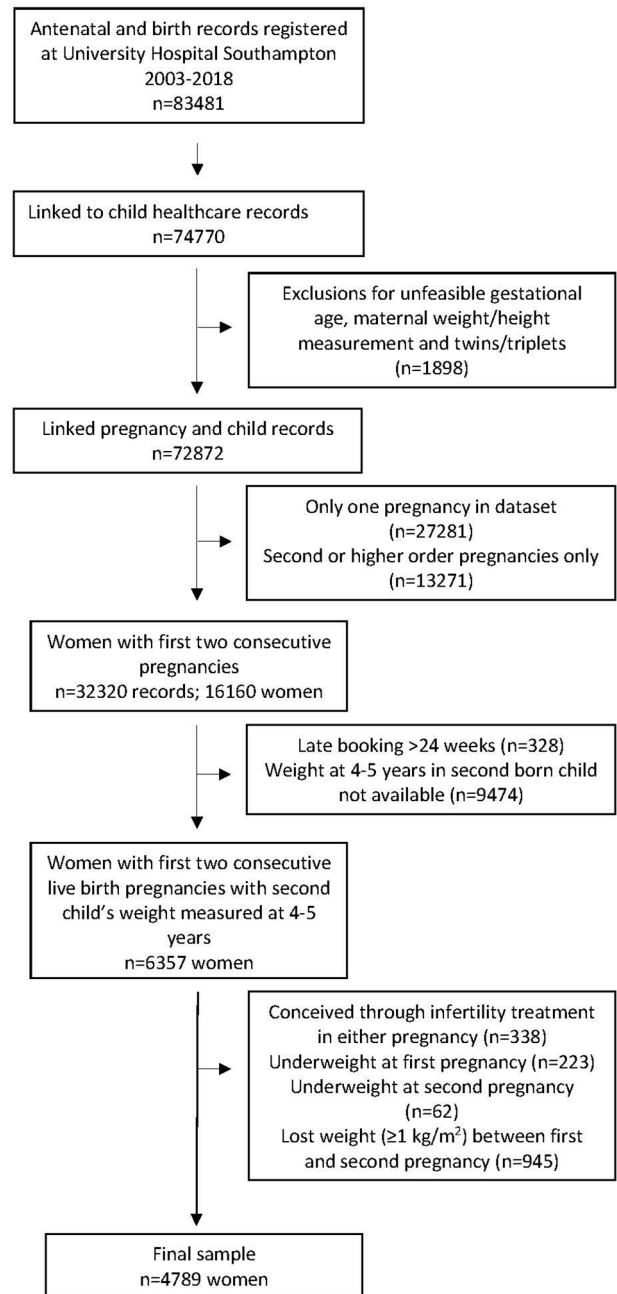 Antenatal and birth records registered
at University Hospital Southampton
2003-2018
n=83481
Linked to child healthcare records
n=74770
Exclusions for unfeasible gestational
age, maternal weight/height
measurement and twins/triplets
(n=1898)
Linked pregnancy and child records
n=72872
Only one pregnancy in dataset
(n=27281)
Second or higher order pregnancies only
(n=13271)
Women with first two consecutive
pregnancies
n=32320 records; 16160 women
Late booking >24 weeks (n=328)
Weight at 4-5 years in second born child
not available (n=9474)
Women with first two consecutive
live birth pregnancies with second
child’s weight measured at 4-5
years
n=6357 women
Conceived through infertility treatment
in either pregnancy (n=338)
Underweight at first pregnancy (n=223)
Underweight at second pregnancy
(n=62)
Lost weight (≥1 kg/m²) between first
and second pregnancy (n=945)
Final sample
n=4789 women